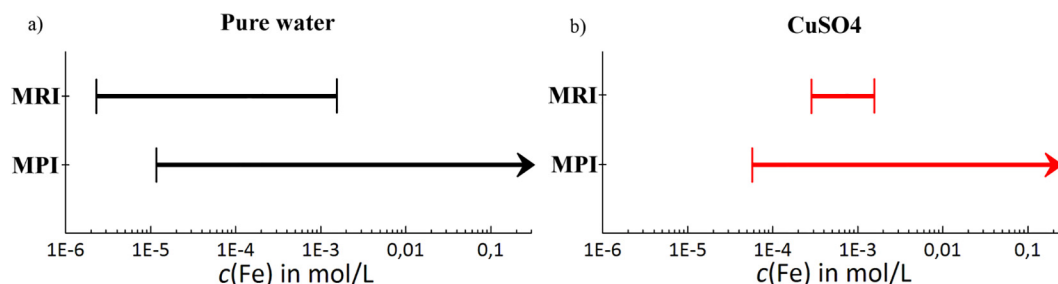 a)
Pure water
MRI
MPI
1E-6 1E-5 1E-4 1E-3 0,01 0,1
c(Fe) in mol/L
b)
CuSO4
MRI
MPI
1E-6 1E-5 1E-4 1E-3 0,01 0,1
c(Fe) in mol/L